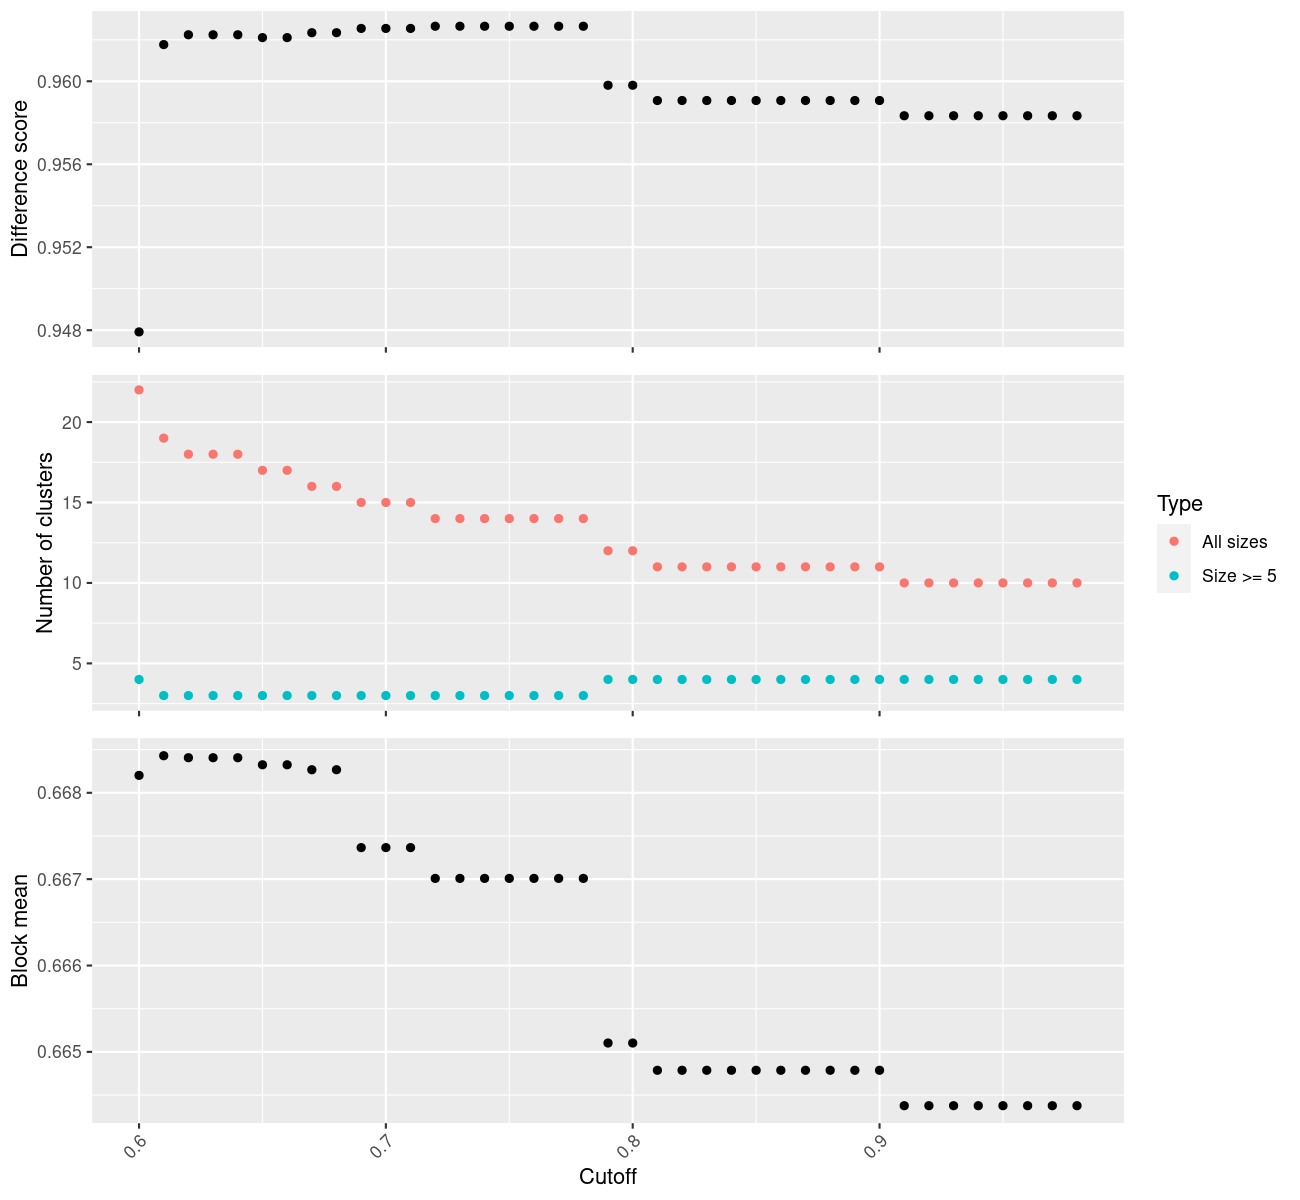 Difference score
0.960
0.956
0.952
0.948
Number of clusters
20
15
10
5
Type
All sizes
Size >= 5
Block mean
0.668
0.667
0.666
0.665
0.6
0.7
0.8
0.9
Cutoff